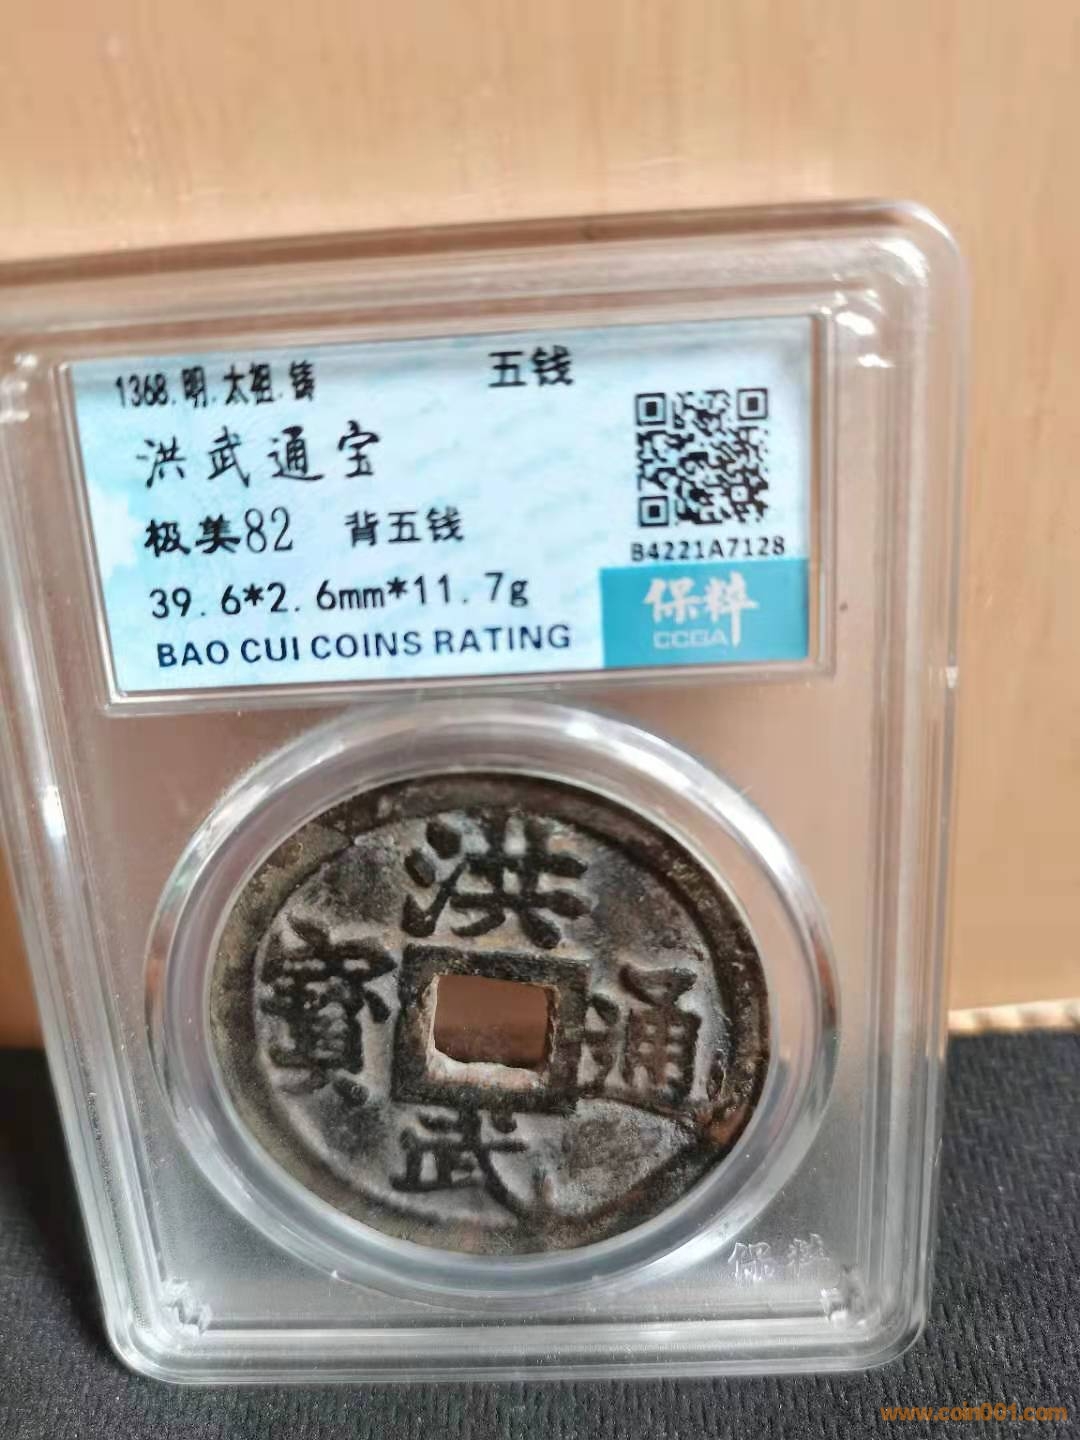 1368.明.太祖.铸
五钱
洪武通宝
极美82 背五钱
39.6*2.6mm*11.7g
BAO CUI COINS RATING
B4221A7128
保粹
CCGA
洪
寶 通
武
保粹
www.coin001.com